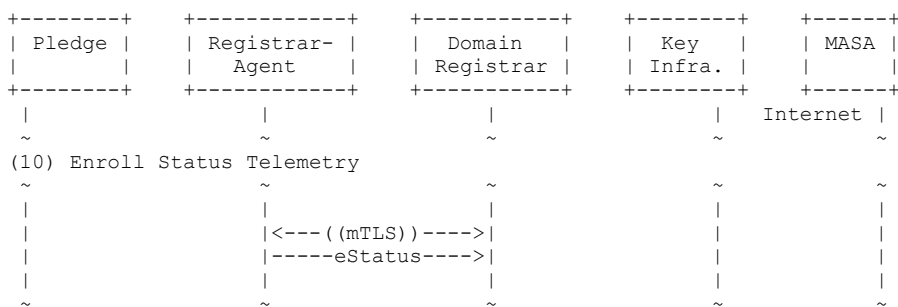 +--------+    +------------+    +-----------+    +--------+    +------+
| Pledge |    | Registrar- |    |  Domain   |    |  Key   |    | MASA |
|        |    |   Agent    |    | Registrar |    | Infra. |    |      |
+--------+    +------------+    +-----------+    +--------+    +------+
 |                  |                 |                 |   Internet |
 ~                  ~                 ~                 ~            ~
(10) Enroll Status Telemetry
 ~                  ~                 ~                 ~            ~
 |                  |                 |                 |            |
 |                  |<---((mTLS))---->|                 |            |
 |                  |-----eStatus---->|                 |            |
 |                  |                 |                 |            |
 ~                  ~                 ~                 ~            ~